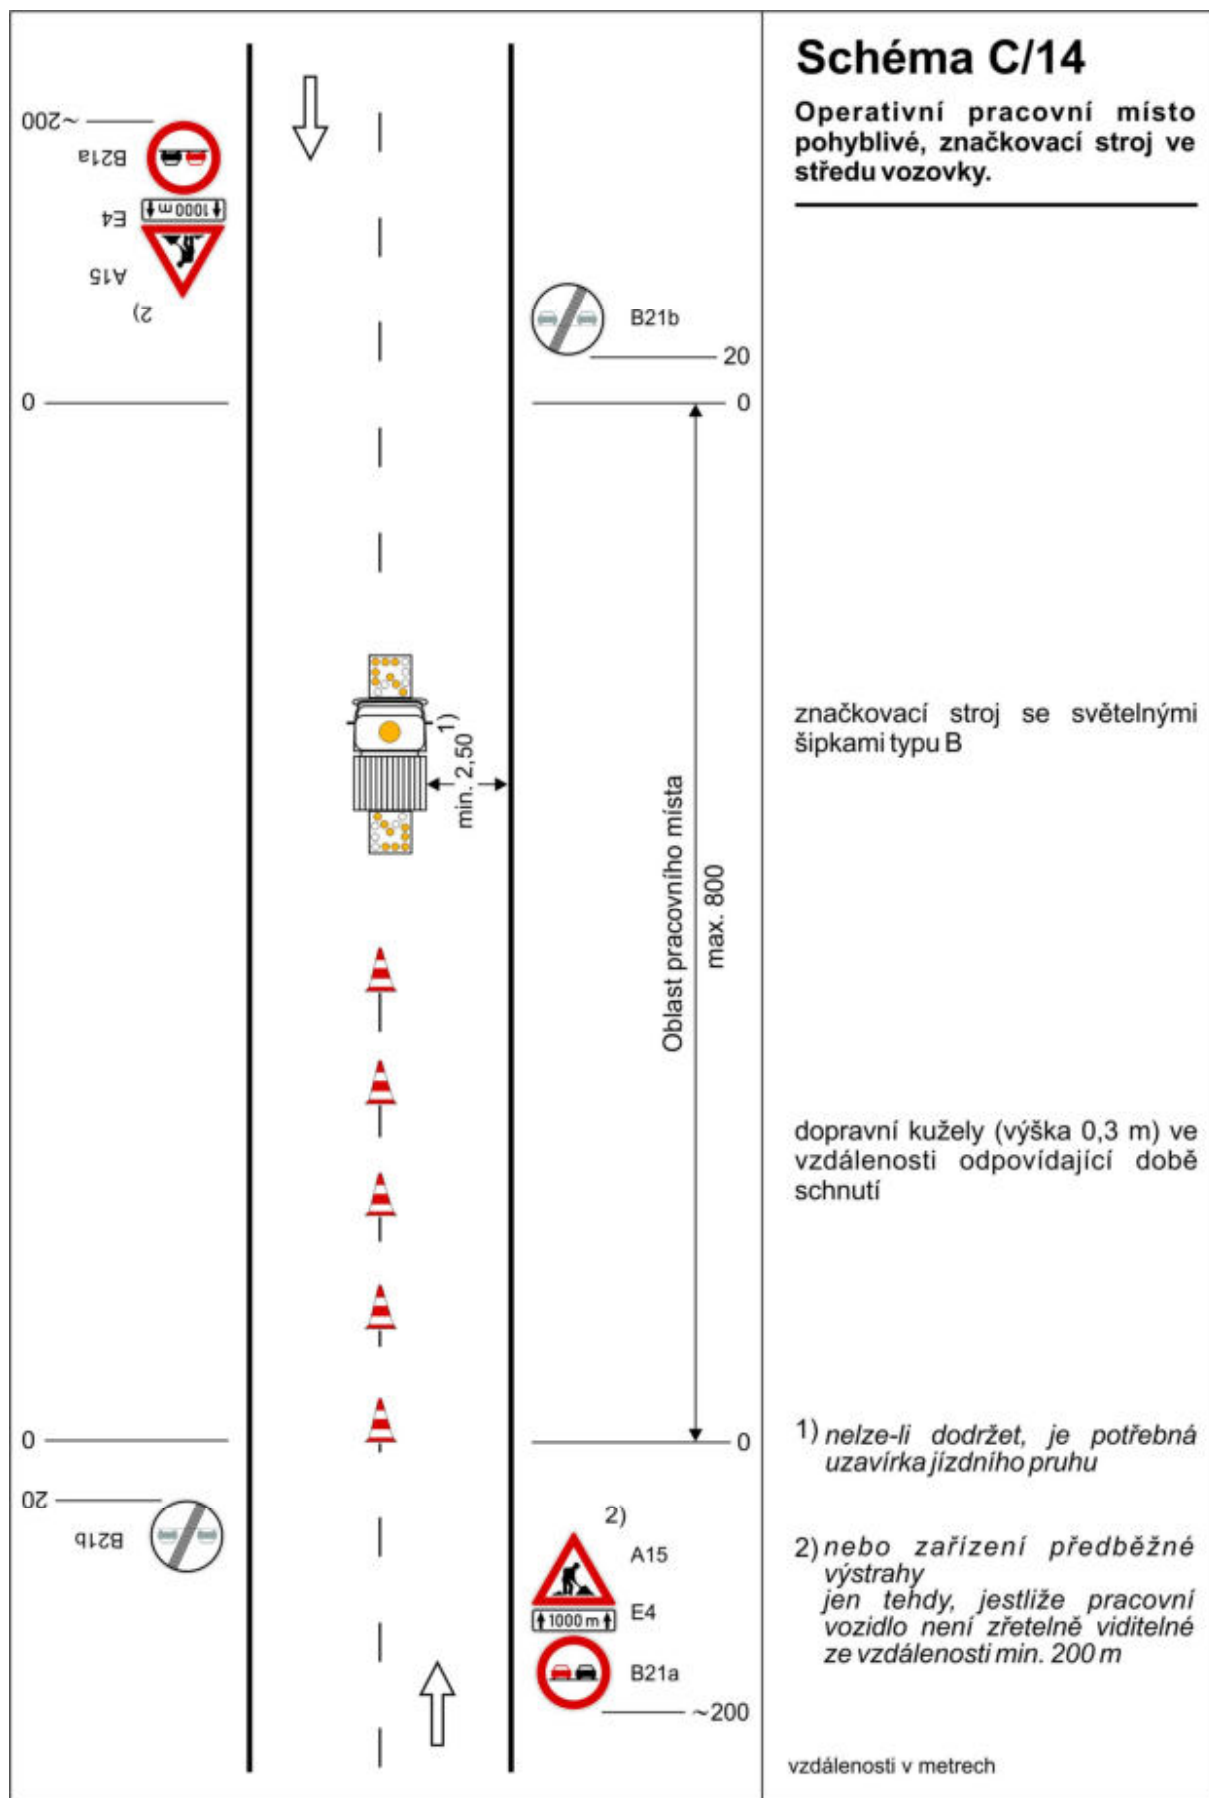 Schéma C/14
Operativní pracovní místo
pohyblivé, značkovací stroj ve
středu vozovky.
~200
B21a
1000 m
E4
A15
2)
B21b
20
0
0
1)
min. 2,50
značkovací stroj se světelnými
šipkami typu B
Oblast pracovního místa
max. 800
dopravní kužely (výška 0,3 m) ve
vzdálenosti odpovídající době
schnutí
0
0
20
B21b
2)
A15
1000 m
E4
B21a
~200
1) nelze-li dodržet, je potřebná
uzavírka jízdního pruhu
2) nebo zařízení předběžné
výstrahy
jen tehdy, jestliže pracovní
vozidlo není zřetelně viditelné
ze vzdálenosti min. 200 m
vzdálenosti v metrech